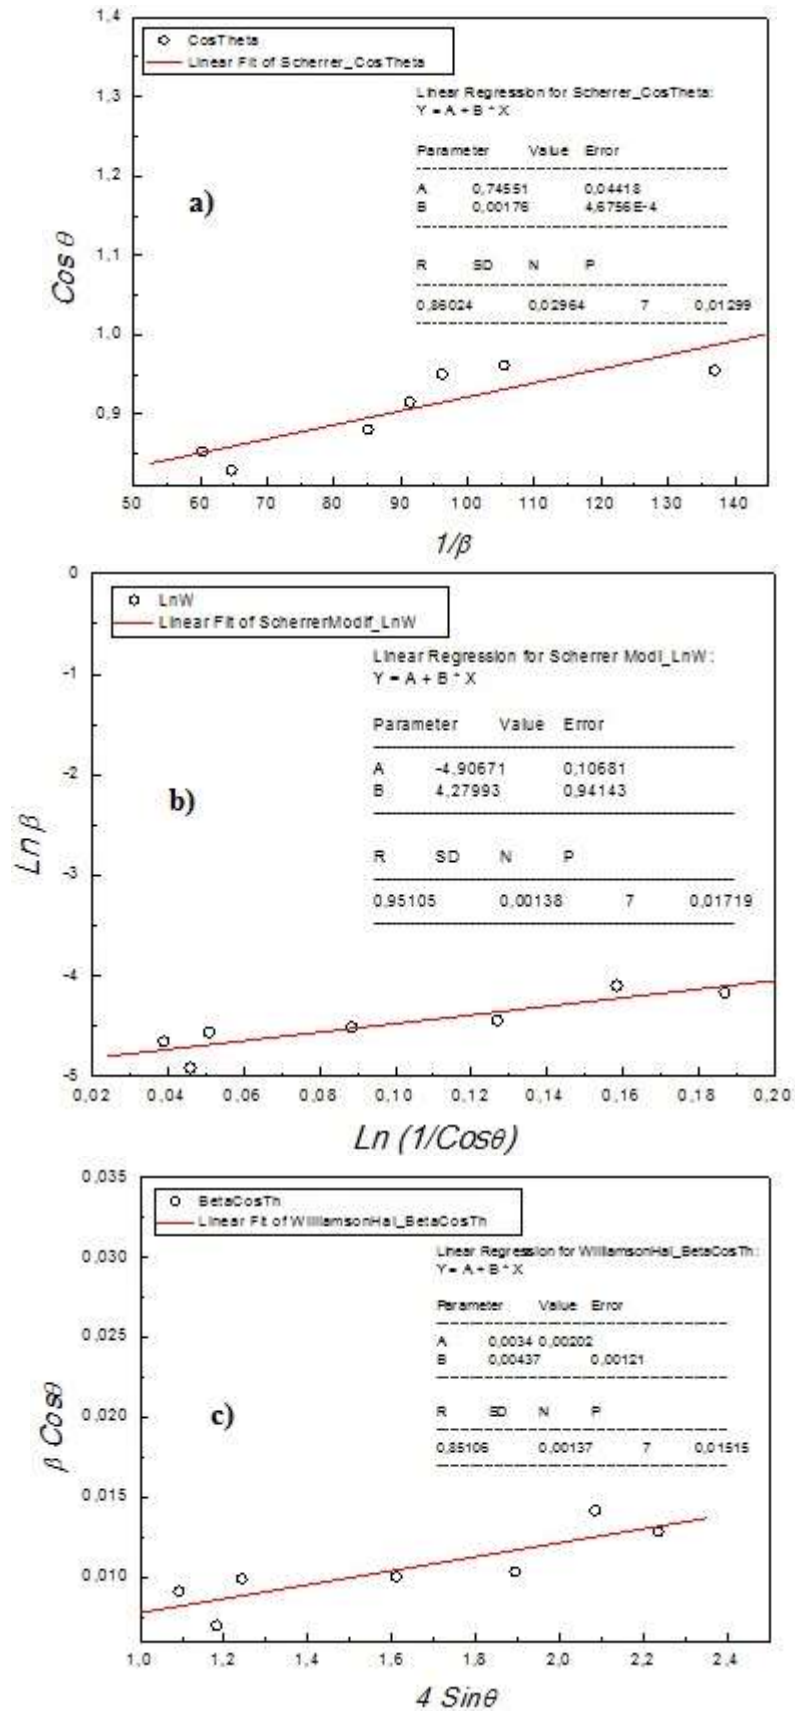 1,4
1,3
1,2
1,1
1,0
0,9
Cos θ
CosTheta
Linear Fit of Scherrer_CosTheta
Linear Regression for Scherrer_CosTheta:
Y = A + B * X
Parameter Value Error
A 0,74551 0,04418
B 0,00176 4,6756E-4
R SD N P
0,86024 0,02964 7 0,01299
a)
50 60 70 80 90 100 110 120 130 140
1/β
0
-1
-2
-3
-4
-5
Ln β
LnW
Linear Fit of ScherrerModif_LnW
Linear Regression for Scherrer Modi_LnW:
Y = A + B * X
Parameter Value Error
A -4,90671 0,10681
B 4,27993 0,94143
R SD N P
0,95105 0,00138 7 0,01719
b)
0,02 0,04 0,06 0,08 0,10 0,12 0,14 0,16 0,18 0,20
Ln (1/Cosθ)
0,035
0,030
0,025
0,020
0,015
0,010
β Cosθ
BetaCosTh
Linear Fit of WilliamsonHal_BetaCosTh
Linear Regression for WilliamsonHal_BetaCosTh:
Y = A + B * X
Parameter Value Error
A 0,0034 0,00202
B 0,00437 0,00121
R SD N P
0,85106 0,00137 7 0,01515
c)
1,0 1,2 1,4 1,6 1,8 2,0 2,2 2,4
4 Sinθ